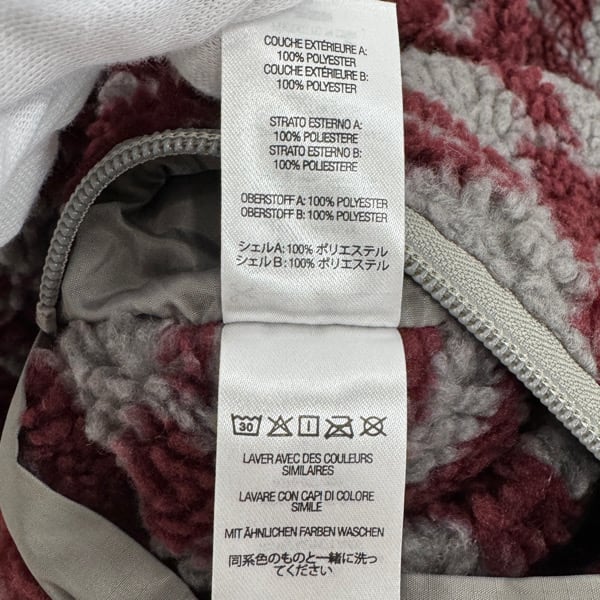 COUCHE EXTÉRIEURE A:
100% POLYESTER
COUCHE EXTÉRIEURE B:
100% POLYESTER
STRATO ESTERNO A:
100% POLIESTERE
STRATO ESTERNO B:
100% POLIESTERE
OBERSTOFF A: 100% POLYESTER
OBERSTOFF B: 100% POLYESTER
シェルA:100% ポリエステル
シェルB:100% ポリエステル
30
LAVER AVEC DES COULEURS
SIMILAIRES
LAVARE CON CAPI DI COLORE
SIMILE
MIT ÄHNLICHEN FARBEN WASCHEN
同系色のものと一緒に洗っ
てください